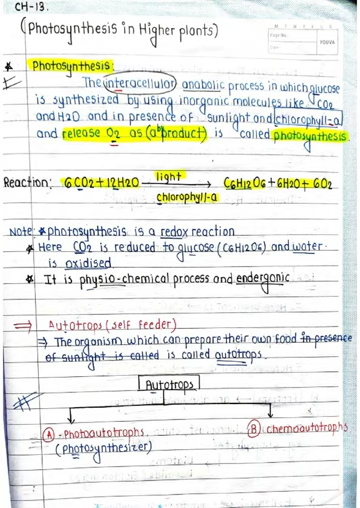 CH-13.
(Photosynthesis in Higher plants)
YOUVA
* Photosynthesis:
The intercellular anabolic process in which glucose
is synthesized by using inorganic molecules like CO2
and H2O and in presence of sunlight and chlorophyll-a
and release O2 as (a product) is called photosynthesis.
Reaction: 6CO2+12H2O light → C6H12O6+6H2O+6O2
chlorophyll-a
Note: * photosynthesis is a redox reaction
* Here CO2 is reduced to glucose (C6H12O6) and water
is oxidised
* It is physio-chemical process and endergonic
⇒ Autotrops (self feeder)
⇒ The organism which can prepare their own food in presence
of sunlight is called is called autotrops.
Autotrops
(A) - Photoautotrophs
(B) chemoautotrophs
(Photosynthesizer)